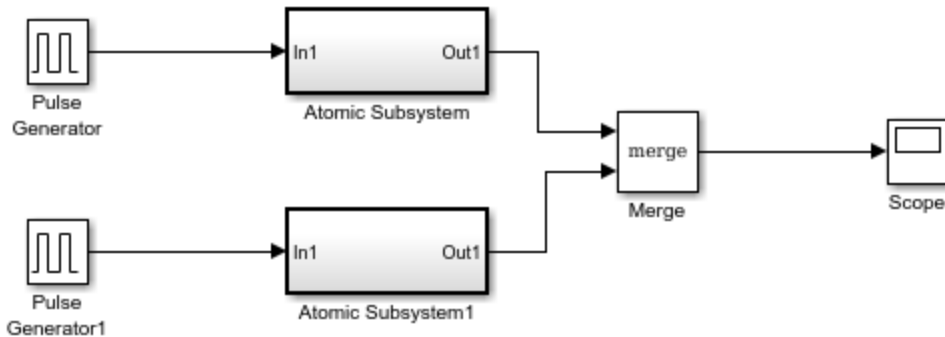 In1
Out1
Pulse
Generator
Atomic Subsystem
merge
Merge
Scope
In1
Out1
Pulse
Generator1
Atomic Subsystem1